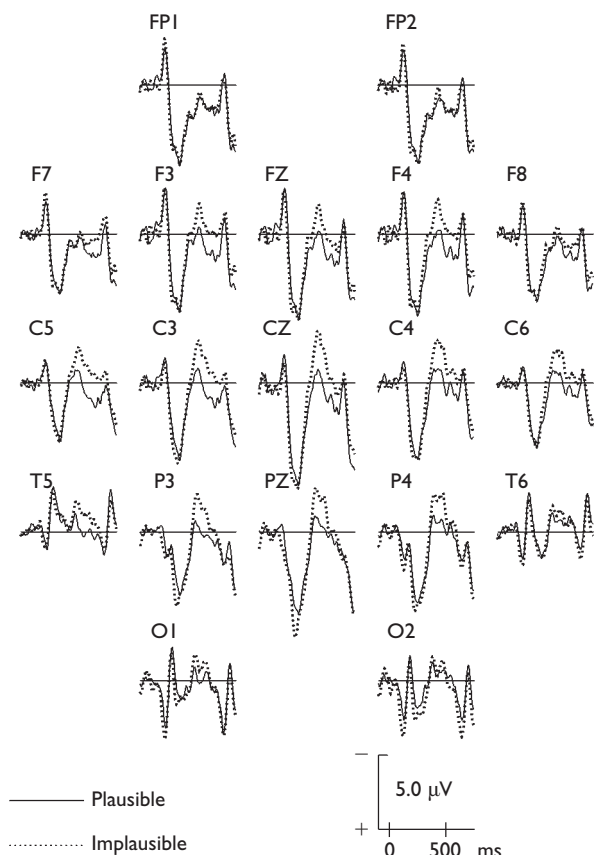 FP1 FP2
F7 F3 FZ F4 F8
C5 C3 CZ C4 C6
T5 P3 PZ P4 T6
O1 O2
−
5.0 μV
Plausible
+
0 500 ms
Implausible